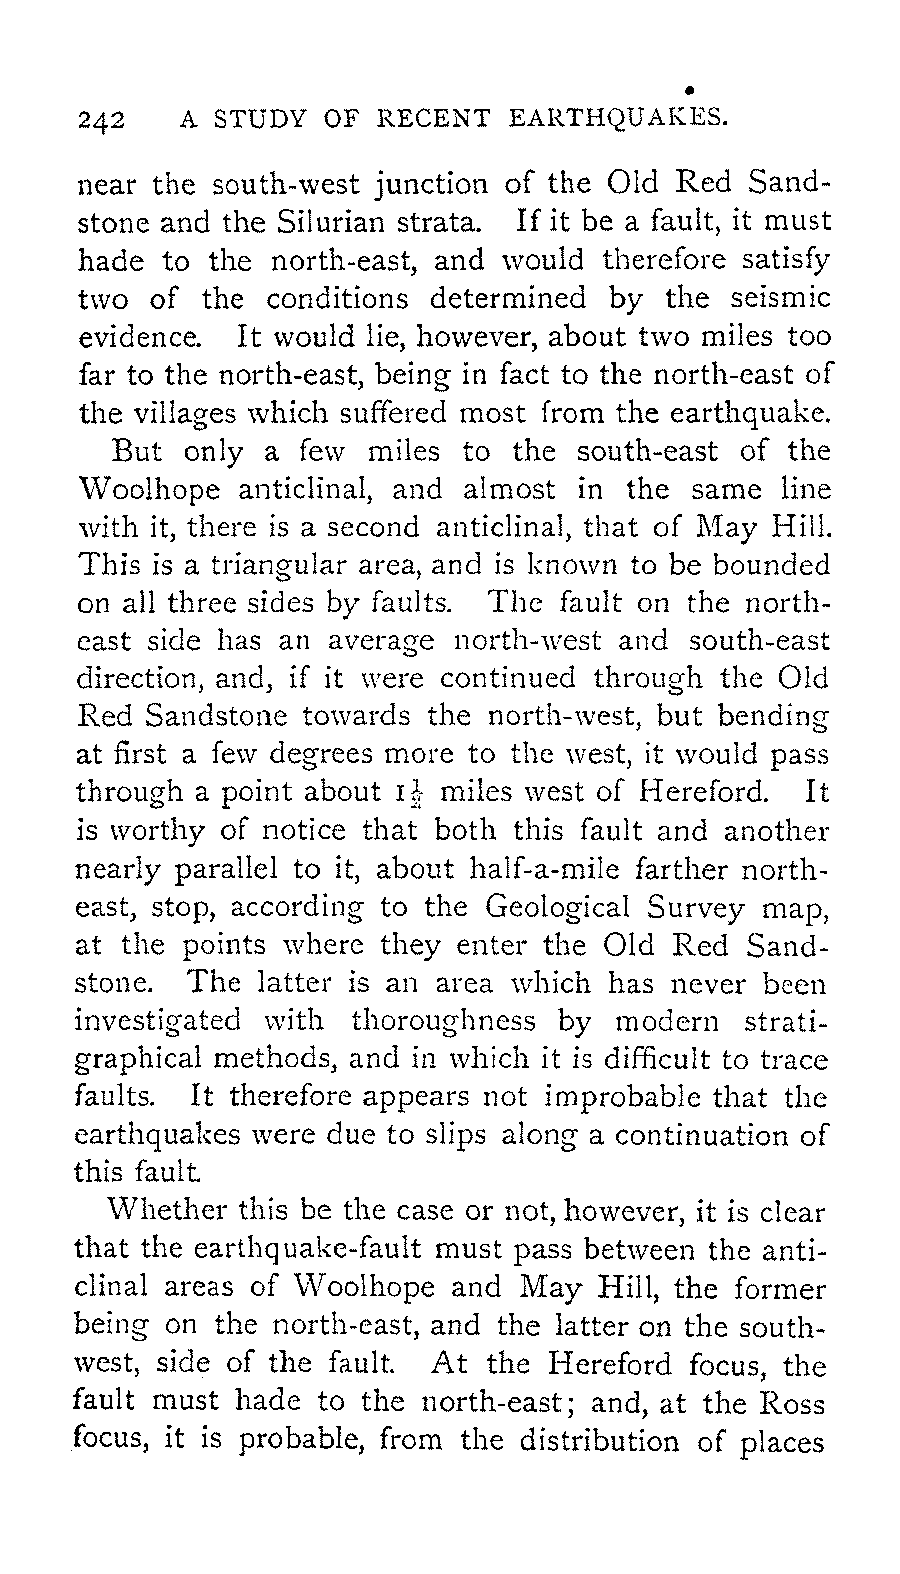 242 A STUDY OF RECENT EARTHQUAKES.
near the south-west junction of the Old Red Sand-
stone and the Silurian strata. If it be a fault, it must
hade to the north-east, and would therefore satisfy
two of the conditions determined by the seismic
evidence. It would lie, however, about two miles too
far to the north-east, being in fact to the north-east of
the villages which suffered most from the earthquake.
But only a few miles to the south-east of the
Woolhope anticlinal, and almost in the same line
with it, there is a second anticlinal, that of May Hill.
This is a triangular area, and is known to be bounded
on all three sides by faults. The fault on the north-
east side has an average north-west and south-east
direction, and, if it were continued through the Old
Red Sandstone towards the north-west, but bending
at first a few degrees more to the west, it would pass
through a point about 1½ miles west of Hereford. It
is worthy of notice that both this fault and another
nearly parallel to it, about half-a-mile farther north-
east, stop, according to the Geological Survey map,
at the points where they enter the Old Red Sand-
stone. The latter is an area which has never been
investigated with thoroughness by modern strati-
graphical methods, and in which it is difficult to trace
faults. It therefore appears not improbable that the
earthquakes were due to slips along a continuation of
this fault.
Whether this be the case or not, however, it is clear
that the earthquake-fault must pass between the anti-
clinal areas of Woolhope and May Hill, the former
being on the north-east, and the latter on the south-
west, side of the fault. At the Hereford focus, the
fault must hade to the north-east; and, at the Ross
focus, it is probable, from the distribution of places